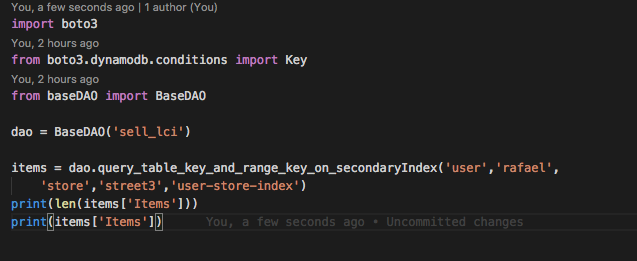 You, a few seconds ago | 1 author (You)
import boto3
You, 2 hours ago
from boto3.dynamodb.conditions import Key
You, 2 hours ago
from baseDAO import BaseDAO
dao = BaseDAO('sell_lci')
items = dao.query_table_key_and_range_key_on_secondaryIndex('user','rafael',
'store','street3','user-store-index')
print(len(items['Items']))
print(items['Items']) You, a few seconds ago • Uncommitted changes